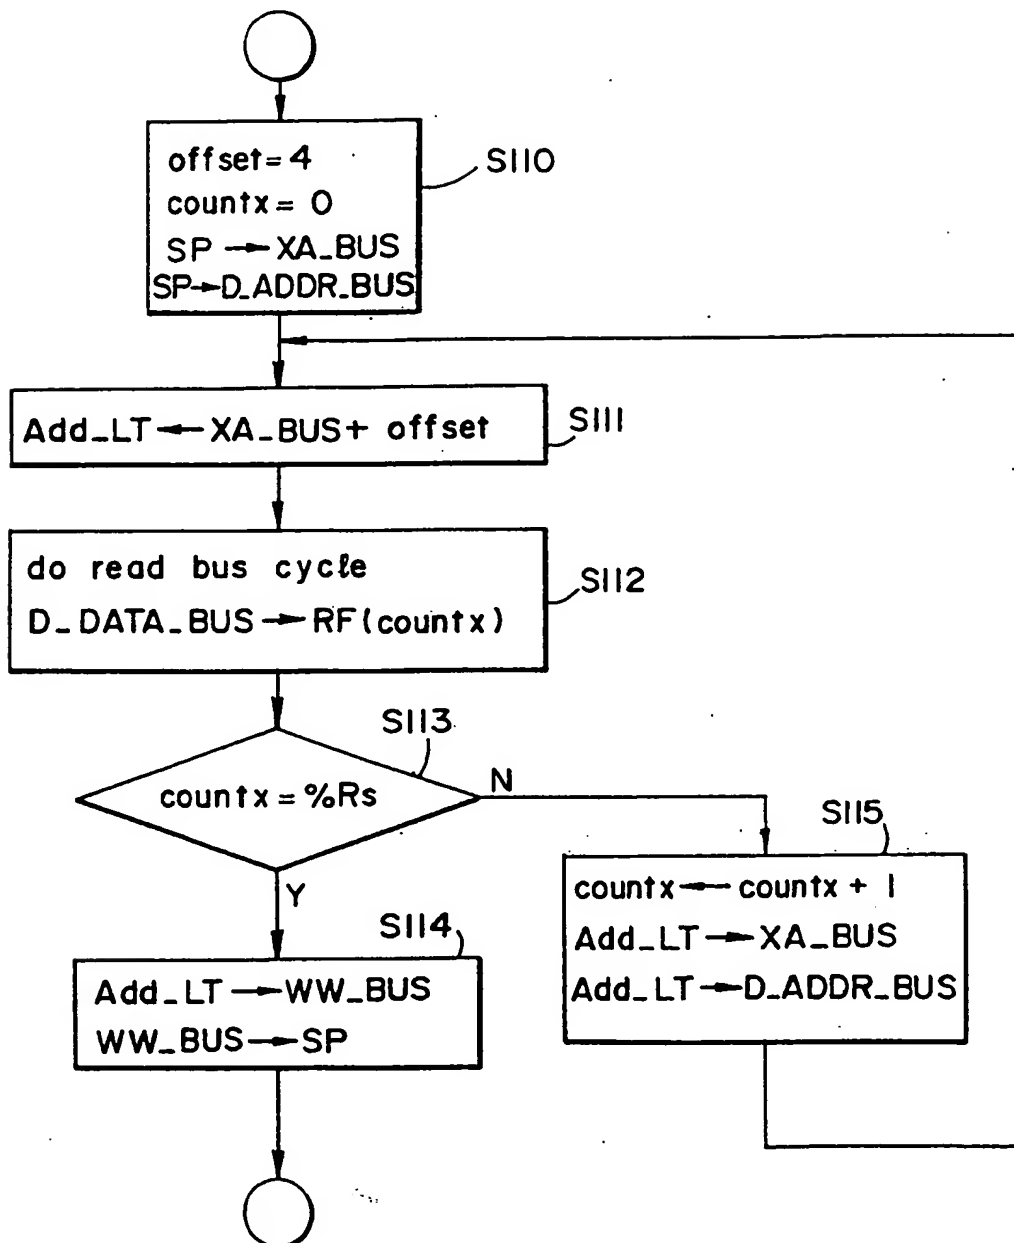 offset=4
countx= 0
SP → XA_BUS
SP→D_ADDR_BUS
S110
Add_LT ← XA_BUS+ offset
S111
do read bus cycle
D_DATA_BUS → RF(countx)
S112
S113
countx = %Rs
N
Y
S115
countx ← countx + 1
Add_LT → XA_BUS
Add_LT → D_ADDR_BUS
S114
Add_LT → WW_BUS
WW_BUS → SP